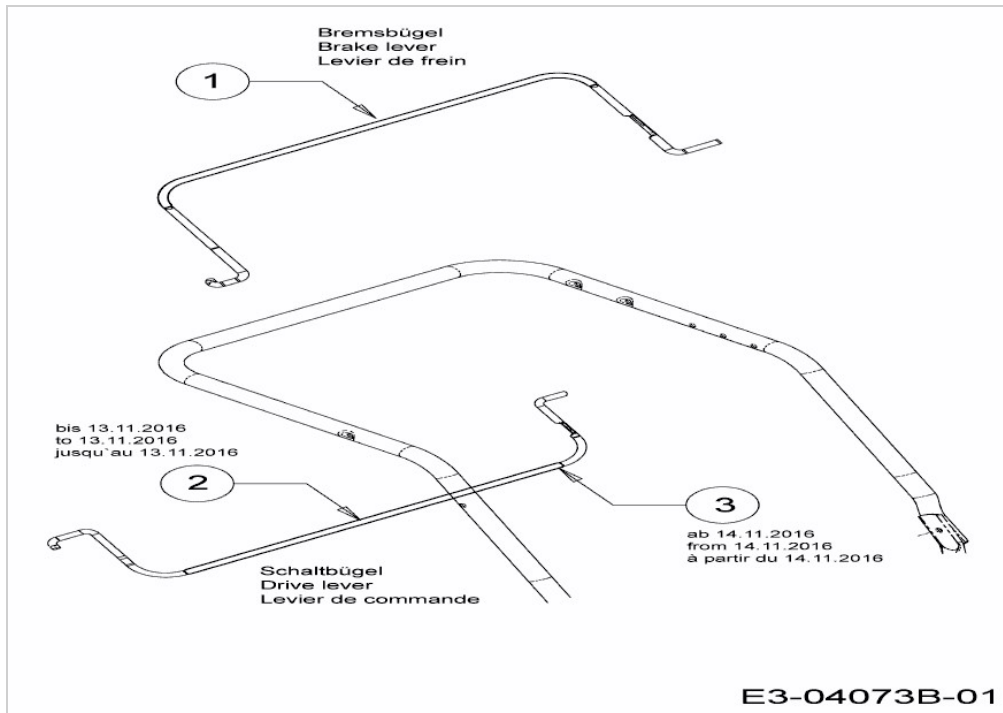 Bremsbügel
Brake lever
Levier de frein
1
bis 13.11.2016
to 13.11.2016
jusqu`au 13.11.2016
2
3
ab 14.11.2016
from 14.11.2016
à partir du 14.11.2016
Schaltbügel
Drive lever
Levier de commande
E3-04073B-01